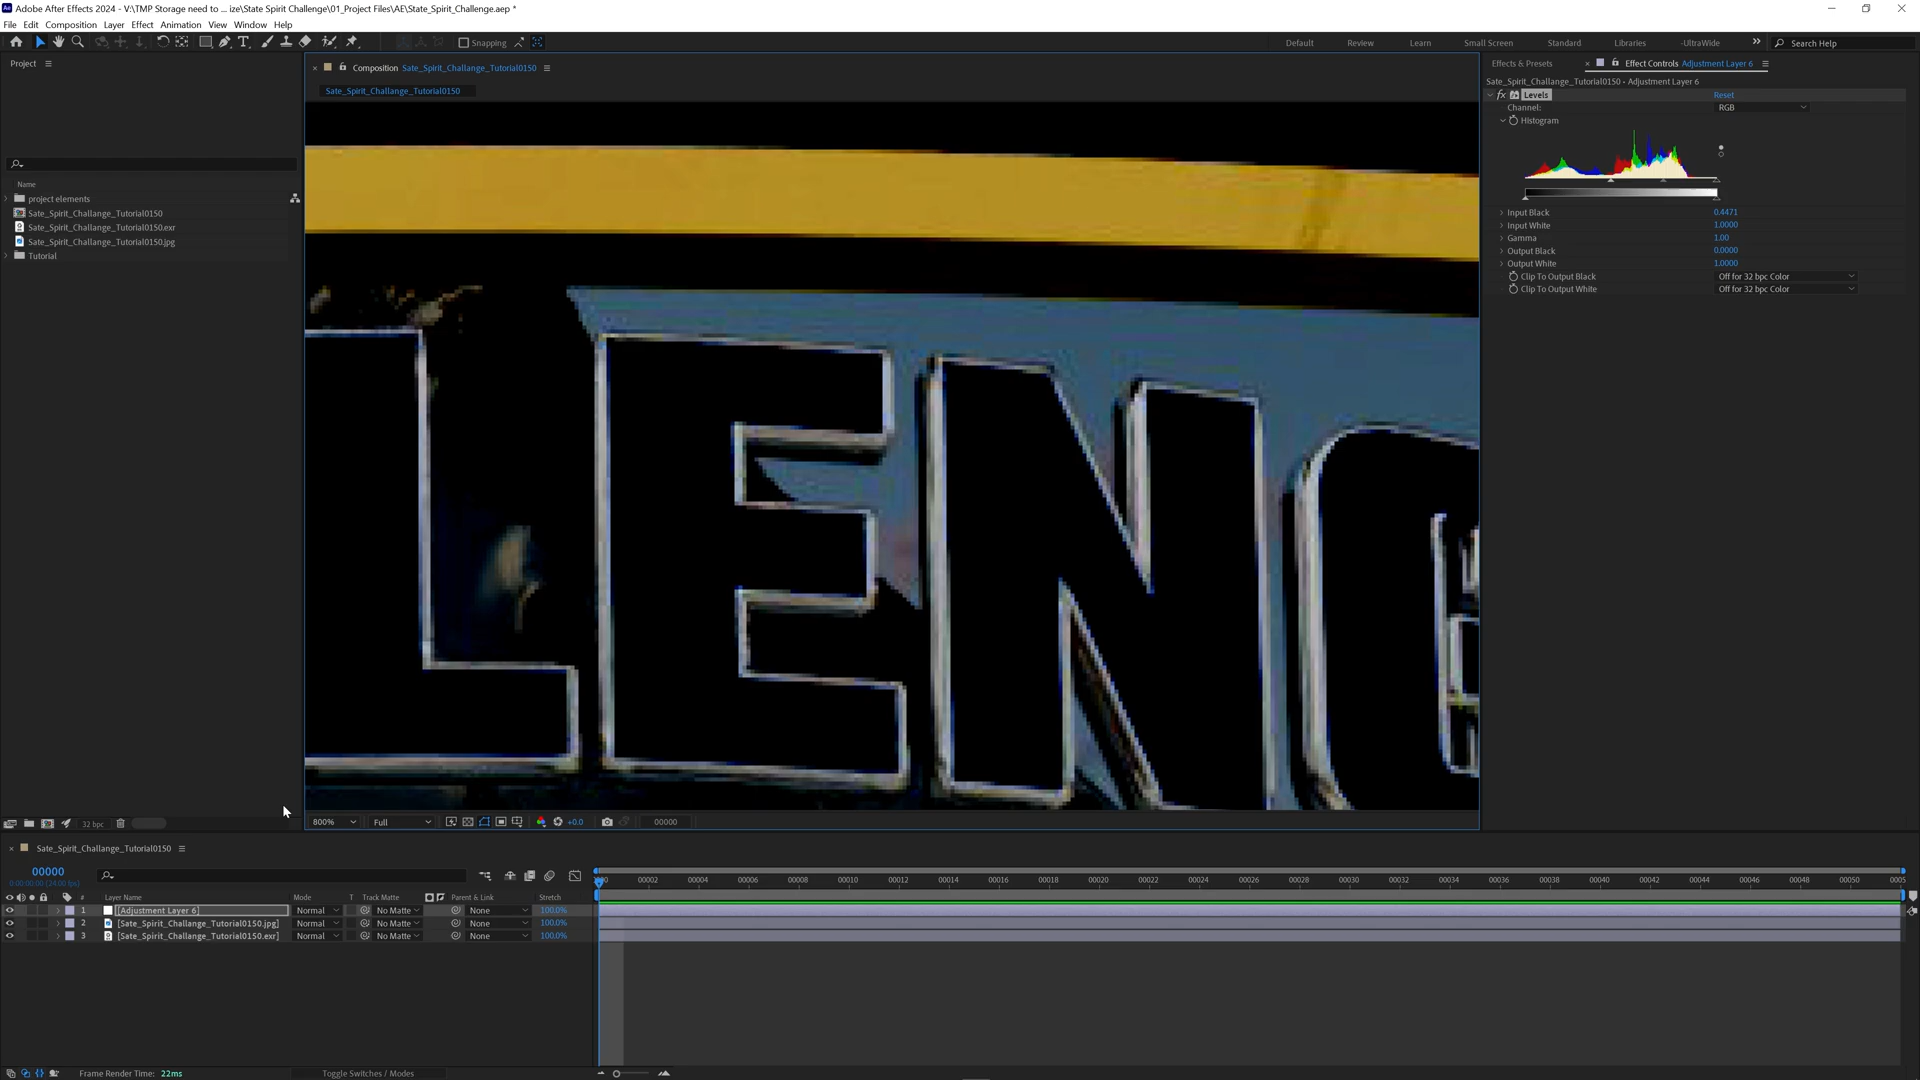 Adobe After Effects 2024 - V:\TMP Storage need to ... ize\State Spirit Challenge\01_Project Files\AE\State_Spirit_Challenge.aep *
File Edit Composition Layer Effect Animation View Window Help
Snapping
Default Review Learn Small Screen Standard Libraries -UltraWide Search Help
Project
Name
project elements
Sate_Spirit_Challange_Tutorial0150
Sate_Spirit_Challange_Tutorial0150.exr
Sate_Spirit_Challange_Tutorial0150.jpg
Tutorial
32 bpc
Composition Sate_Spirit_Challange_Tutorial0150
Sate_Spirit_Challange_Tutorial0150
LENG
800% Full +0.0 00000
Effects & Presets Effect Controls Adjustment Layer 6
Sate_Spirit_Challange_Tutorial0150 • Adjustment Layer 6
fx Levels Reset
Channel: RGB
Histogram
Input Black 0.4471
Input White 1.0000
Gamma 1.00
Output Black 0.0000
Output White 1.0000
Clip To Output Black Off for 32 bpc Color
Clip To Output White Off for 32 bpc Color
Sate_Spirit_Challange_Tutorial0150
00000
0:00:00:00 (24.00 fps)
00002 00004 00006 00008 00010 00012 00014 00016 00018 00020 00022 00024 00026 00028 00030 00032 00034 00036 00038 00040 00042 00044 00046 00048 00050
# Layer Name Mode T Track Matte Parent & Link Stretch
1 [Adjustment Layer 6] Normal No Matte None 100.0%
2 [Sate_Spirit_Challange_Tutorial0150.jpg] Normal No Matte None 100.0%
3 [Sate_Spirit_Challange_Tutorial0150.exr] Normal No Matte None 100.0%
Frame Render Time: 22ms Toggle Switches / Modes